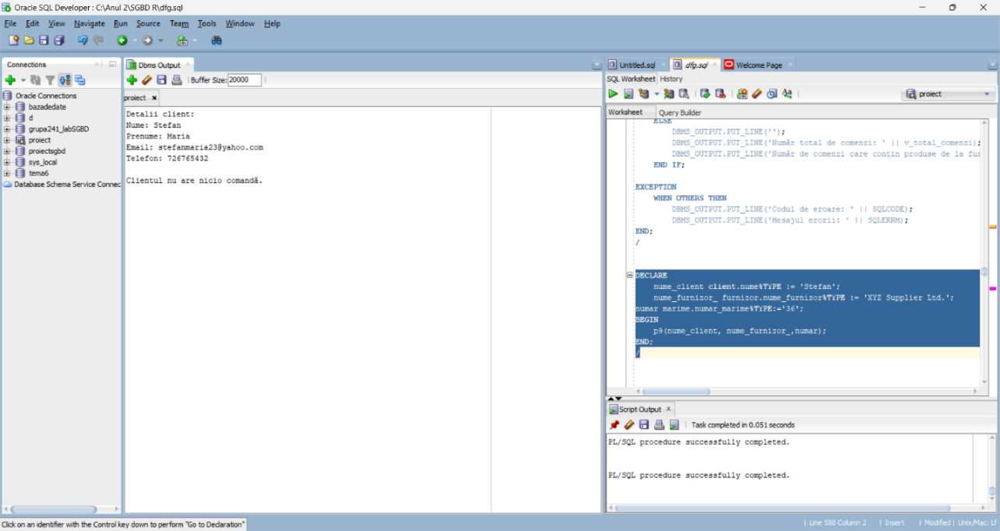 Oracle SQL Developer : C:\Anul 2\SGBD R\dfg.sql
File Edit View Navigate Run Source Team Tools Window Help
Connections
Oracle Connections
bazadedate
d
grupa241_labSGBD
proiect
proiectsgbd
sys_local
tema6
Database Schema Service Connec
Dbms Output
Buffer Size: 20000
proiect
Detalii client:
Nume: Stefan
Prenume: Maria
Email: stefanmaria23@yahoo.com
Telefon: 726765432
Clientul nu are nicio comandă.
Untitled.sql dfg.sql Welcome Page
SQL Worksheet History
proiect
Worksheet Query Builder
ELSE
DBMS_OUTPUT.PUT_LINE('');
DBMS_OUTPUT.PUT_LINE('Număr total de comenzi: ' || v_total_comenzi);
DBMS_OUTPUT.PUT_LINE('Număr de comenzi care conțin produse de la fur
END IF;
EXCEPTION
WHEN OTHERS THEN
DBMS_OUTPUT.PUT_LINE('Codul de eroare: ' || SQLCODE);
DBMS_OUTPUT.PUT_LINE('Mesajul erorii: ' || SQLERRM);
END;
/
DECLARE
nume_client client.nume%TYPE := 'Stefan';
nume_furnizor_ furnizor.nume_furnizor%TYPE := 'XYZ Supplier Ltd.';
numar marime.numar_marime%TYPE:='36';
BEGIN
p9(nume_client, nume_furnizor_,numar);
END;
/
Script Output
Task completed in 0.051 seconds
PL/SQL procedure successfully completed.
PL/SQL procedure successfully completed.
Click on an identifier with the Control key down to perform "Go to Declaration"
Line 588 Column 2 | Insert | Modified | Unix/Mac: LF